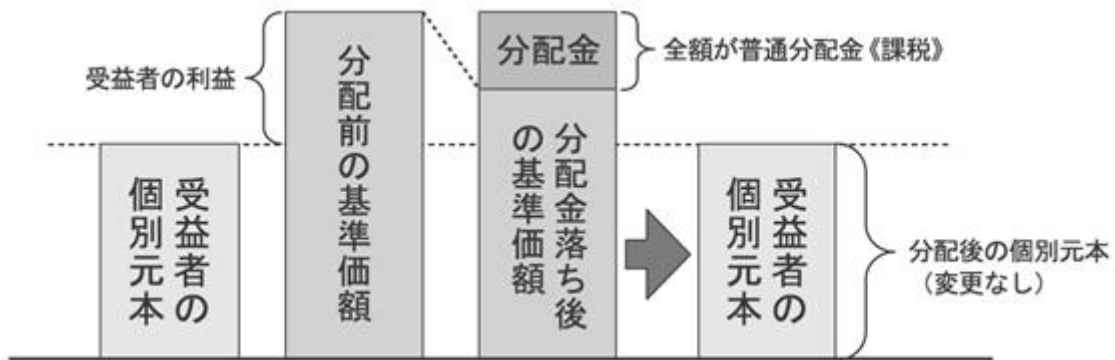 受益者の利益
受益者の
個別元本
分配前の基準価額
分配金
全額が普通分配金《課税》
分配金落ち後
の基準価額
受益者の
個別元本
分配後の個別元本
（変更なし）